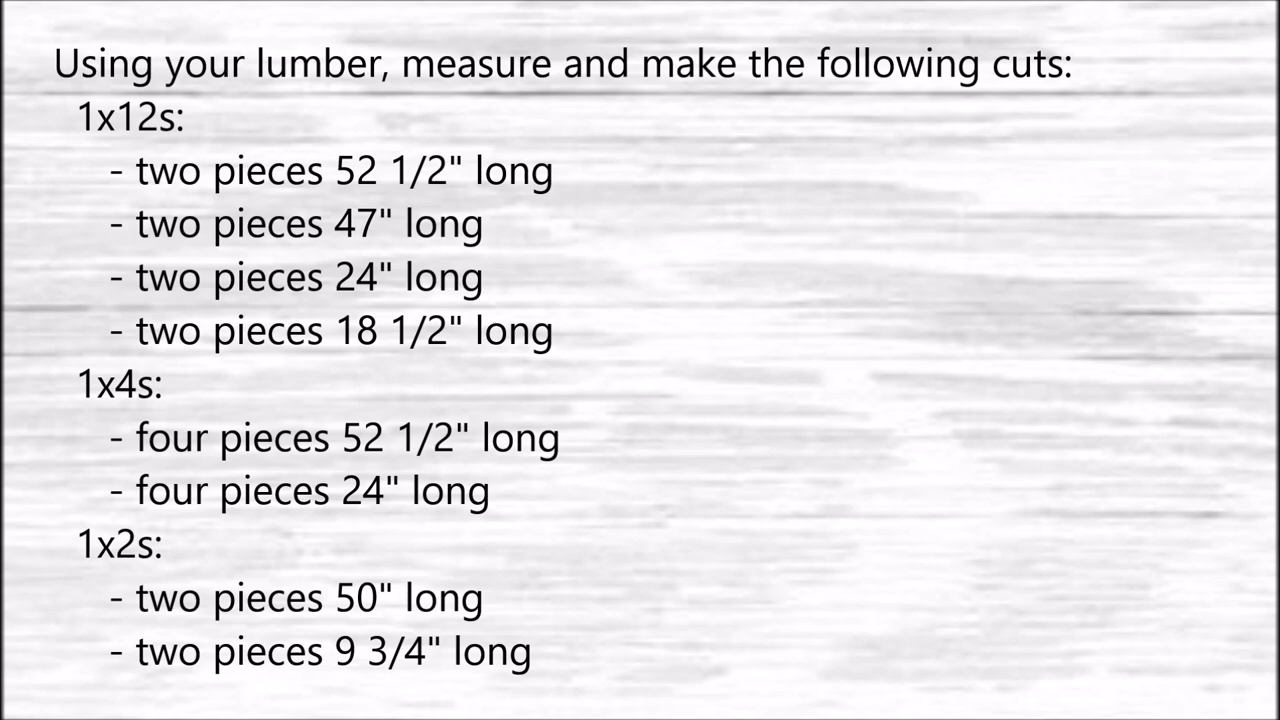 Using your lumber, measure and make the following cuts:
1x12s:
- two pieces 52 1/2" long
- two pieces 47" long
- two pieces 24" long
- two pieces 18 1/2" long
1x4s:
- four pieces 52 1/2" long
- four pieces 24" long
1x2s:
- two pieces 50" long
- two pieces 9 3/4" long